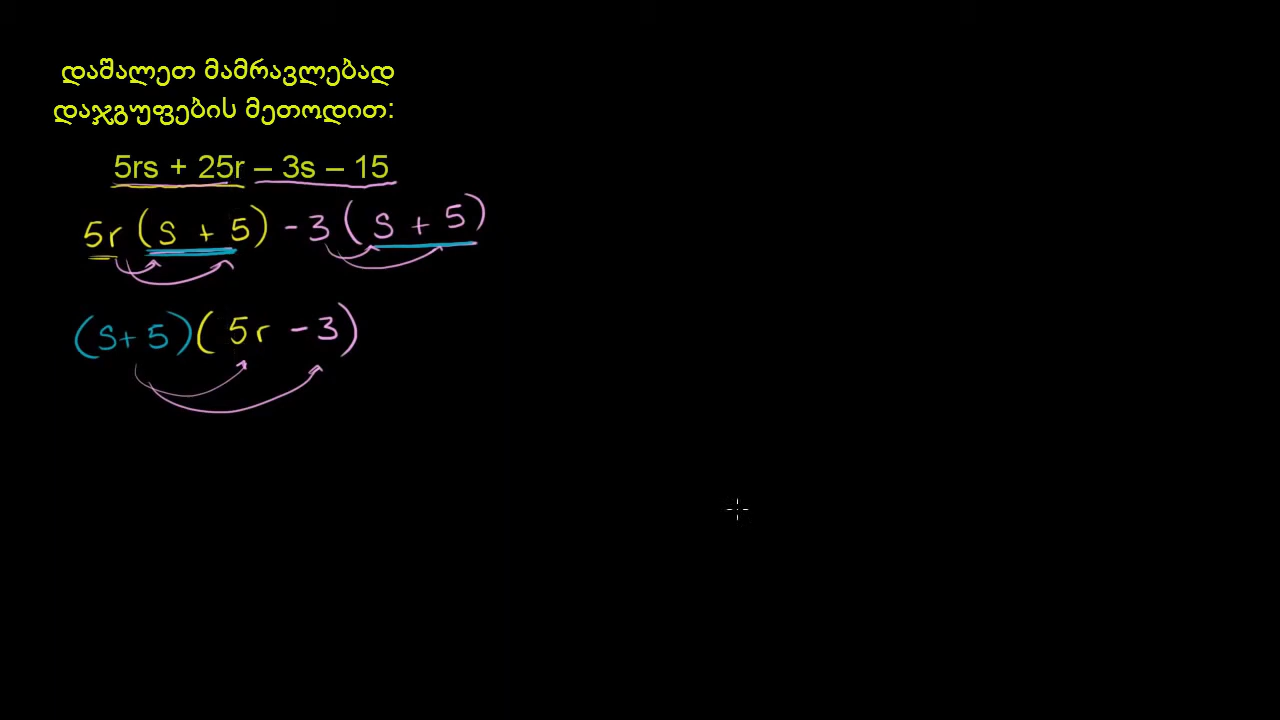 დაშალეთ მამრავლებად
დაჯგუფების მეთოდით:
5rs + 25r – 3s – 15
5r (s + 5) - 3 (s + 5)
(s + 5) (5r - 3)